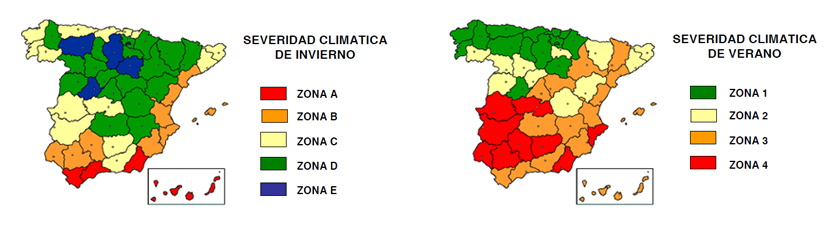 SEVERIDAD CLIMATICA
DE INVIERNO
ZONA A
ZONA B
ZONA C
ZONA D
ZONA E
SEVERIDAD CLIMATICA
DE VERANO
ZONA 1
ZONA 2
ZONA 3
ZONA 4